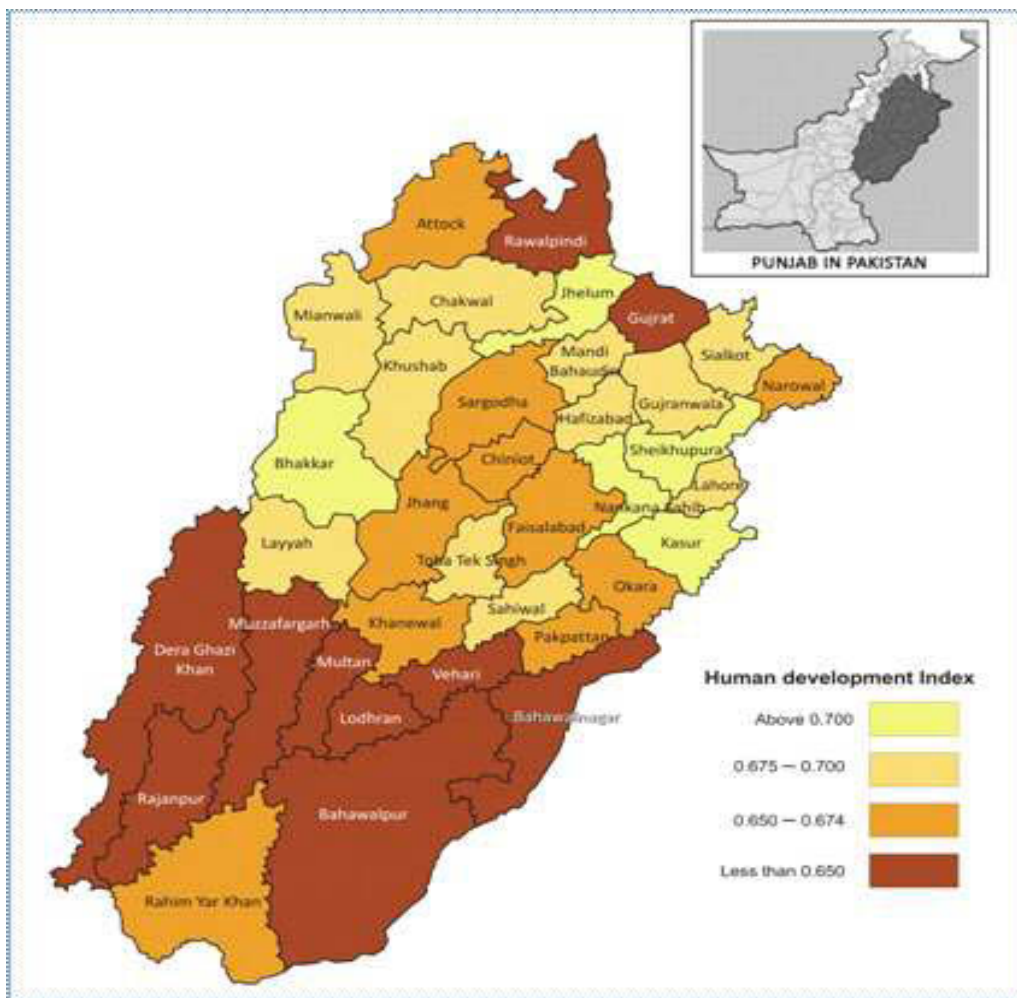 PUNJAB IN PAKISTAN
Attock
Rawalpindi
Jhelum
Chakwal
Mianwali
Gujrat
Sialkot
Mandi
Bahaudin
Khushab
Narowal
Sargodha
Gujranwala
Hafizabad
Sheikhupura
Chiniot
Bhakkar
Lahore
Jhang
Nankana Sahib
Faisalabad
Kasur
Layyah
Toba Tek Singh
Okara
Sahiwal
Khanewal
Muzzafargarh
Pakpattan
Dera Ghazi
Khan
Multan
Vehari
Lodhran
Bahawalnagar
Rajanpur
Bahawalpur
Rahim Yar Khan
Human development Index
Above 0.700
0.675 – 0.700
0.650 – 0.674
Less than 0.650